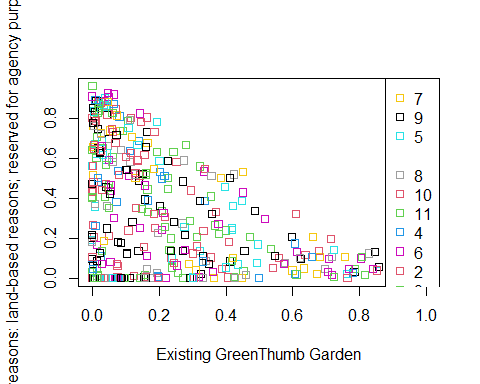 reasons; land-based reasons; reserved for agency purp
0.0 0.2 0.4 0.6 0.8
0.0 0.2 0.4 0.6 0.8 1.0
Existing GreenThumb Garden
7
9
5
8
10
11
4
6
2